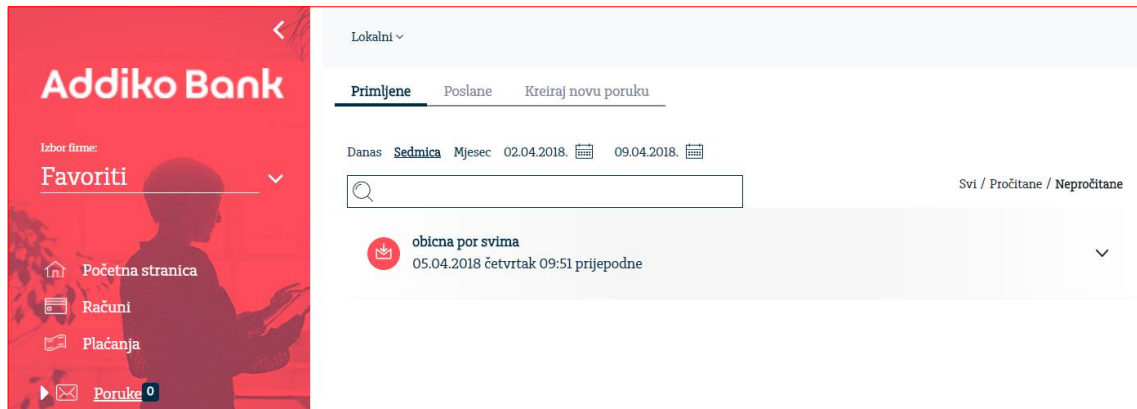 Addiko Bank
Izbor firme:
Favoriti
Početna stranica
Računi
Plaćanja
Poruke 0
Lokalni
Primljene Poslane Kreiraj novu poruku
Danas Sedmica Mjesec 02.04.2018. 09.04.2018.
Svi / Pročitane / Nepročitane
obicna por svima
05.04.2018 četvrtak 09:51 prijepodne